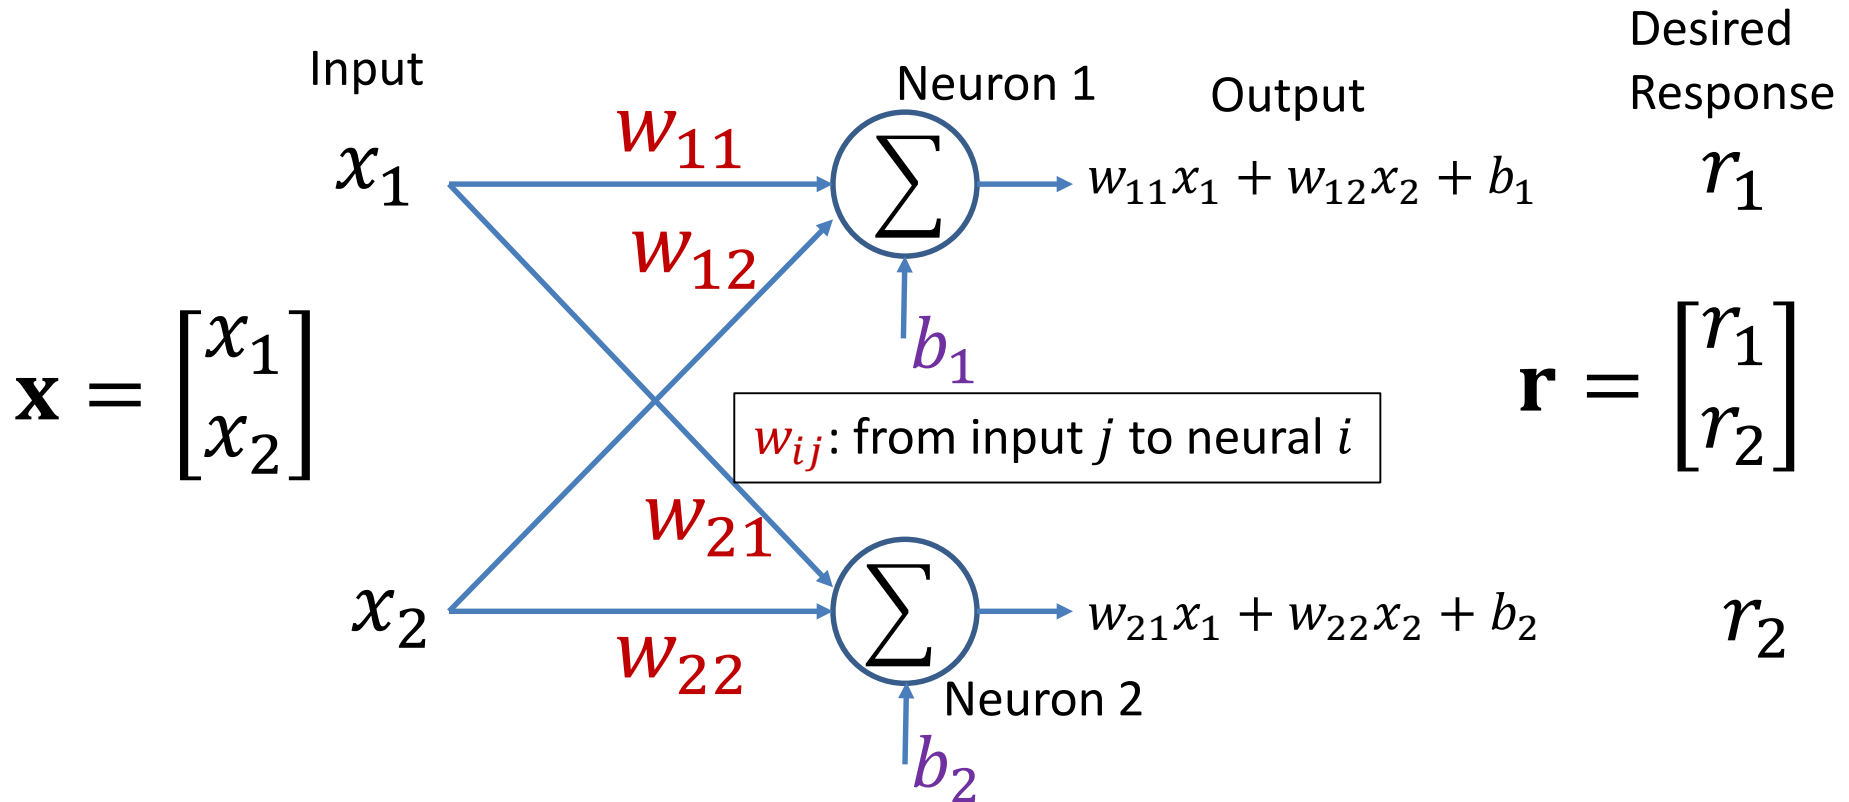 Input
Neuron 1
Output
Desired
Response
x₁
w₁₁
∑
w₁₁x₁ + w₁₂x₂ + b₁
r₁
w₁₂
b₁
𝐱 = [x₁ x₂]
wᵢⱼ: from input j to neural i
𝐫 = [r₁ r₂]
w₂₁
x₂
w₂₂
∑
w₂₁x₁ + w₂₂x₂ + b₂
r₂
Neuron 2
b₂